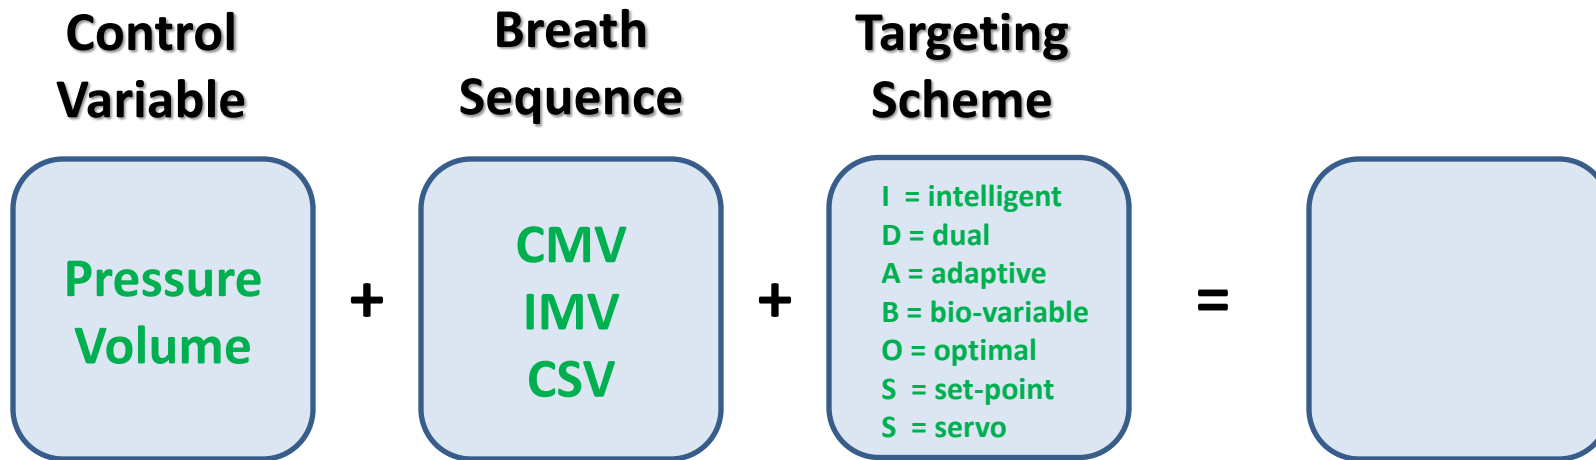 Control
Variable
Breath
Sequence
Targeting
Scheme
Pressure
Volume
+
CMV
IMV
CSV
+
I = intelligent
D = dual
A = adaptive
B = bio-variable
O = optimal
S = set-point
S = servo
=